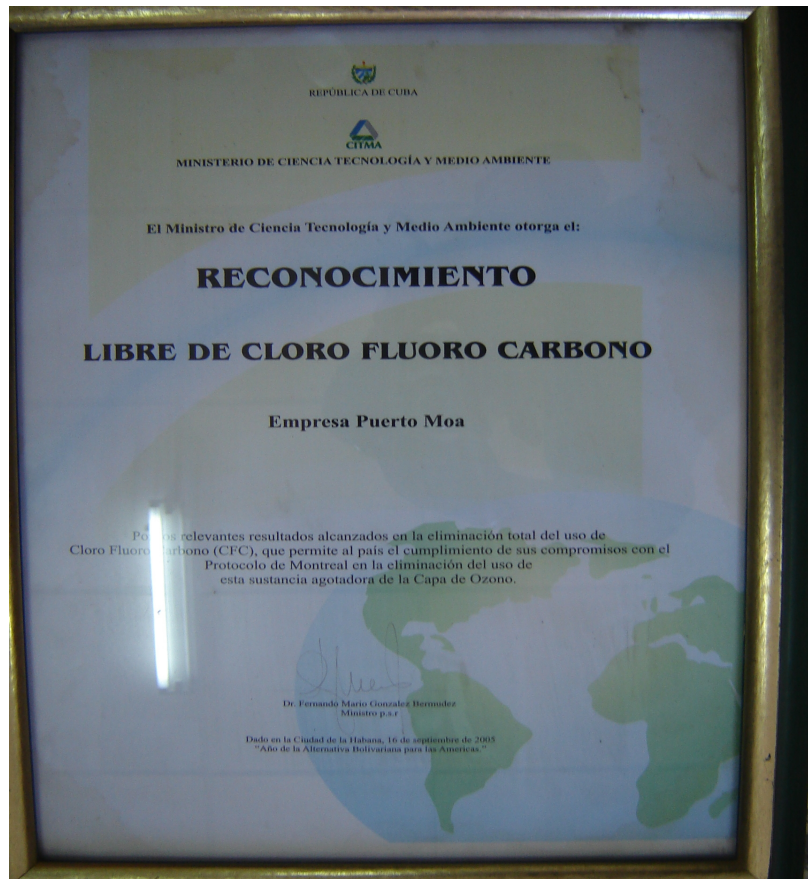 REPÚBLICA DE CUBA
CITMA
MINISTERIO DE CIENCIA TECNOLOGÍA Y MEDIO AMBIENTE
El Ministro de Ciencia Tecnología y Medio Ambiente otorga el:
RECONOCIMIENTO
LIBRE DE CLORO FLUORO CARBONO
Empresa Puerto Moa
relevantes resultados alcanzados en la eliminación total del uso de
Cloro Fluoro Carbono (CFC), que permite al país el cumplimiento de sus compromisos con el
Protocolo de Montreal en la eliminación del uso de
esta sustancia agotadora de la Capa de Ozono.
Dr. Fernando Mario Gonzalez Bermudez
Ministro p.s.r
Dado en la Ciudad de la Habana, 16 de septiembre de 2005
"Año de la Alternativa Bolivariana para las Americas."